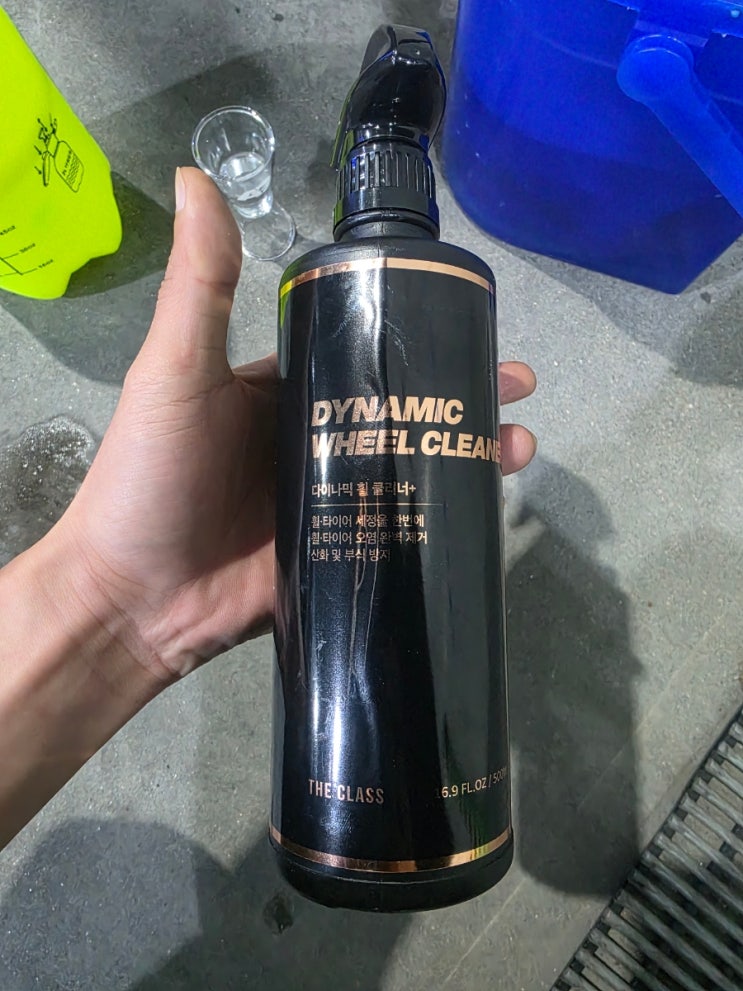 DYNAMIC
WHEEL CLEANE
다이나믹 휠 클리너+
휠·타이어 세정을 한번에
휠·타이어 오염 완벽 제거
산화 및 부식 방지
THE CLASS
16.9 FL.OZ / 500